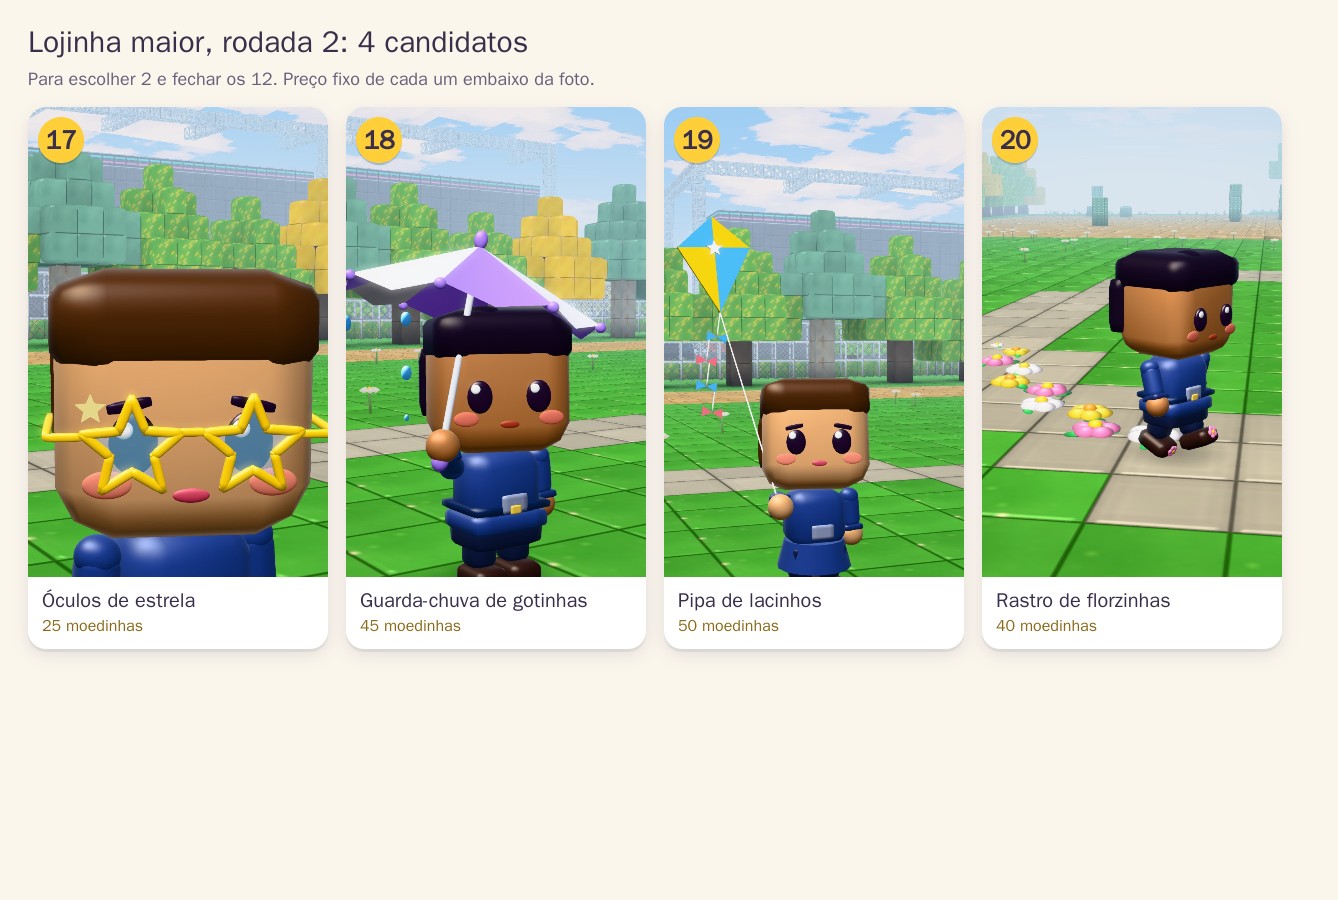 Lojinha maior, rodada 2: 4 candidatos
Para escolher 2 e fechar os 12. Preço fixo de cada um embaixo da foto.
17
18
19
20
Óculos de estrela
25 moedinhas
Guarda-chuva de gotinhas
45 moedinhas
Pipa de lacinhos
50 moedinhas
Rastro de florzinhas
40 moedinhas